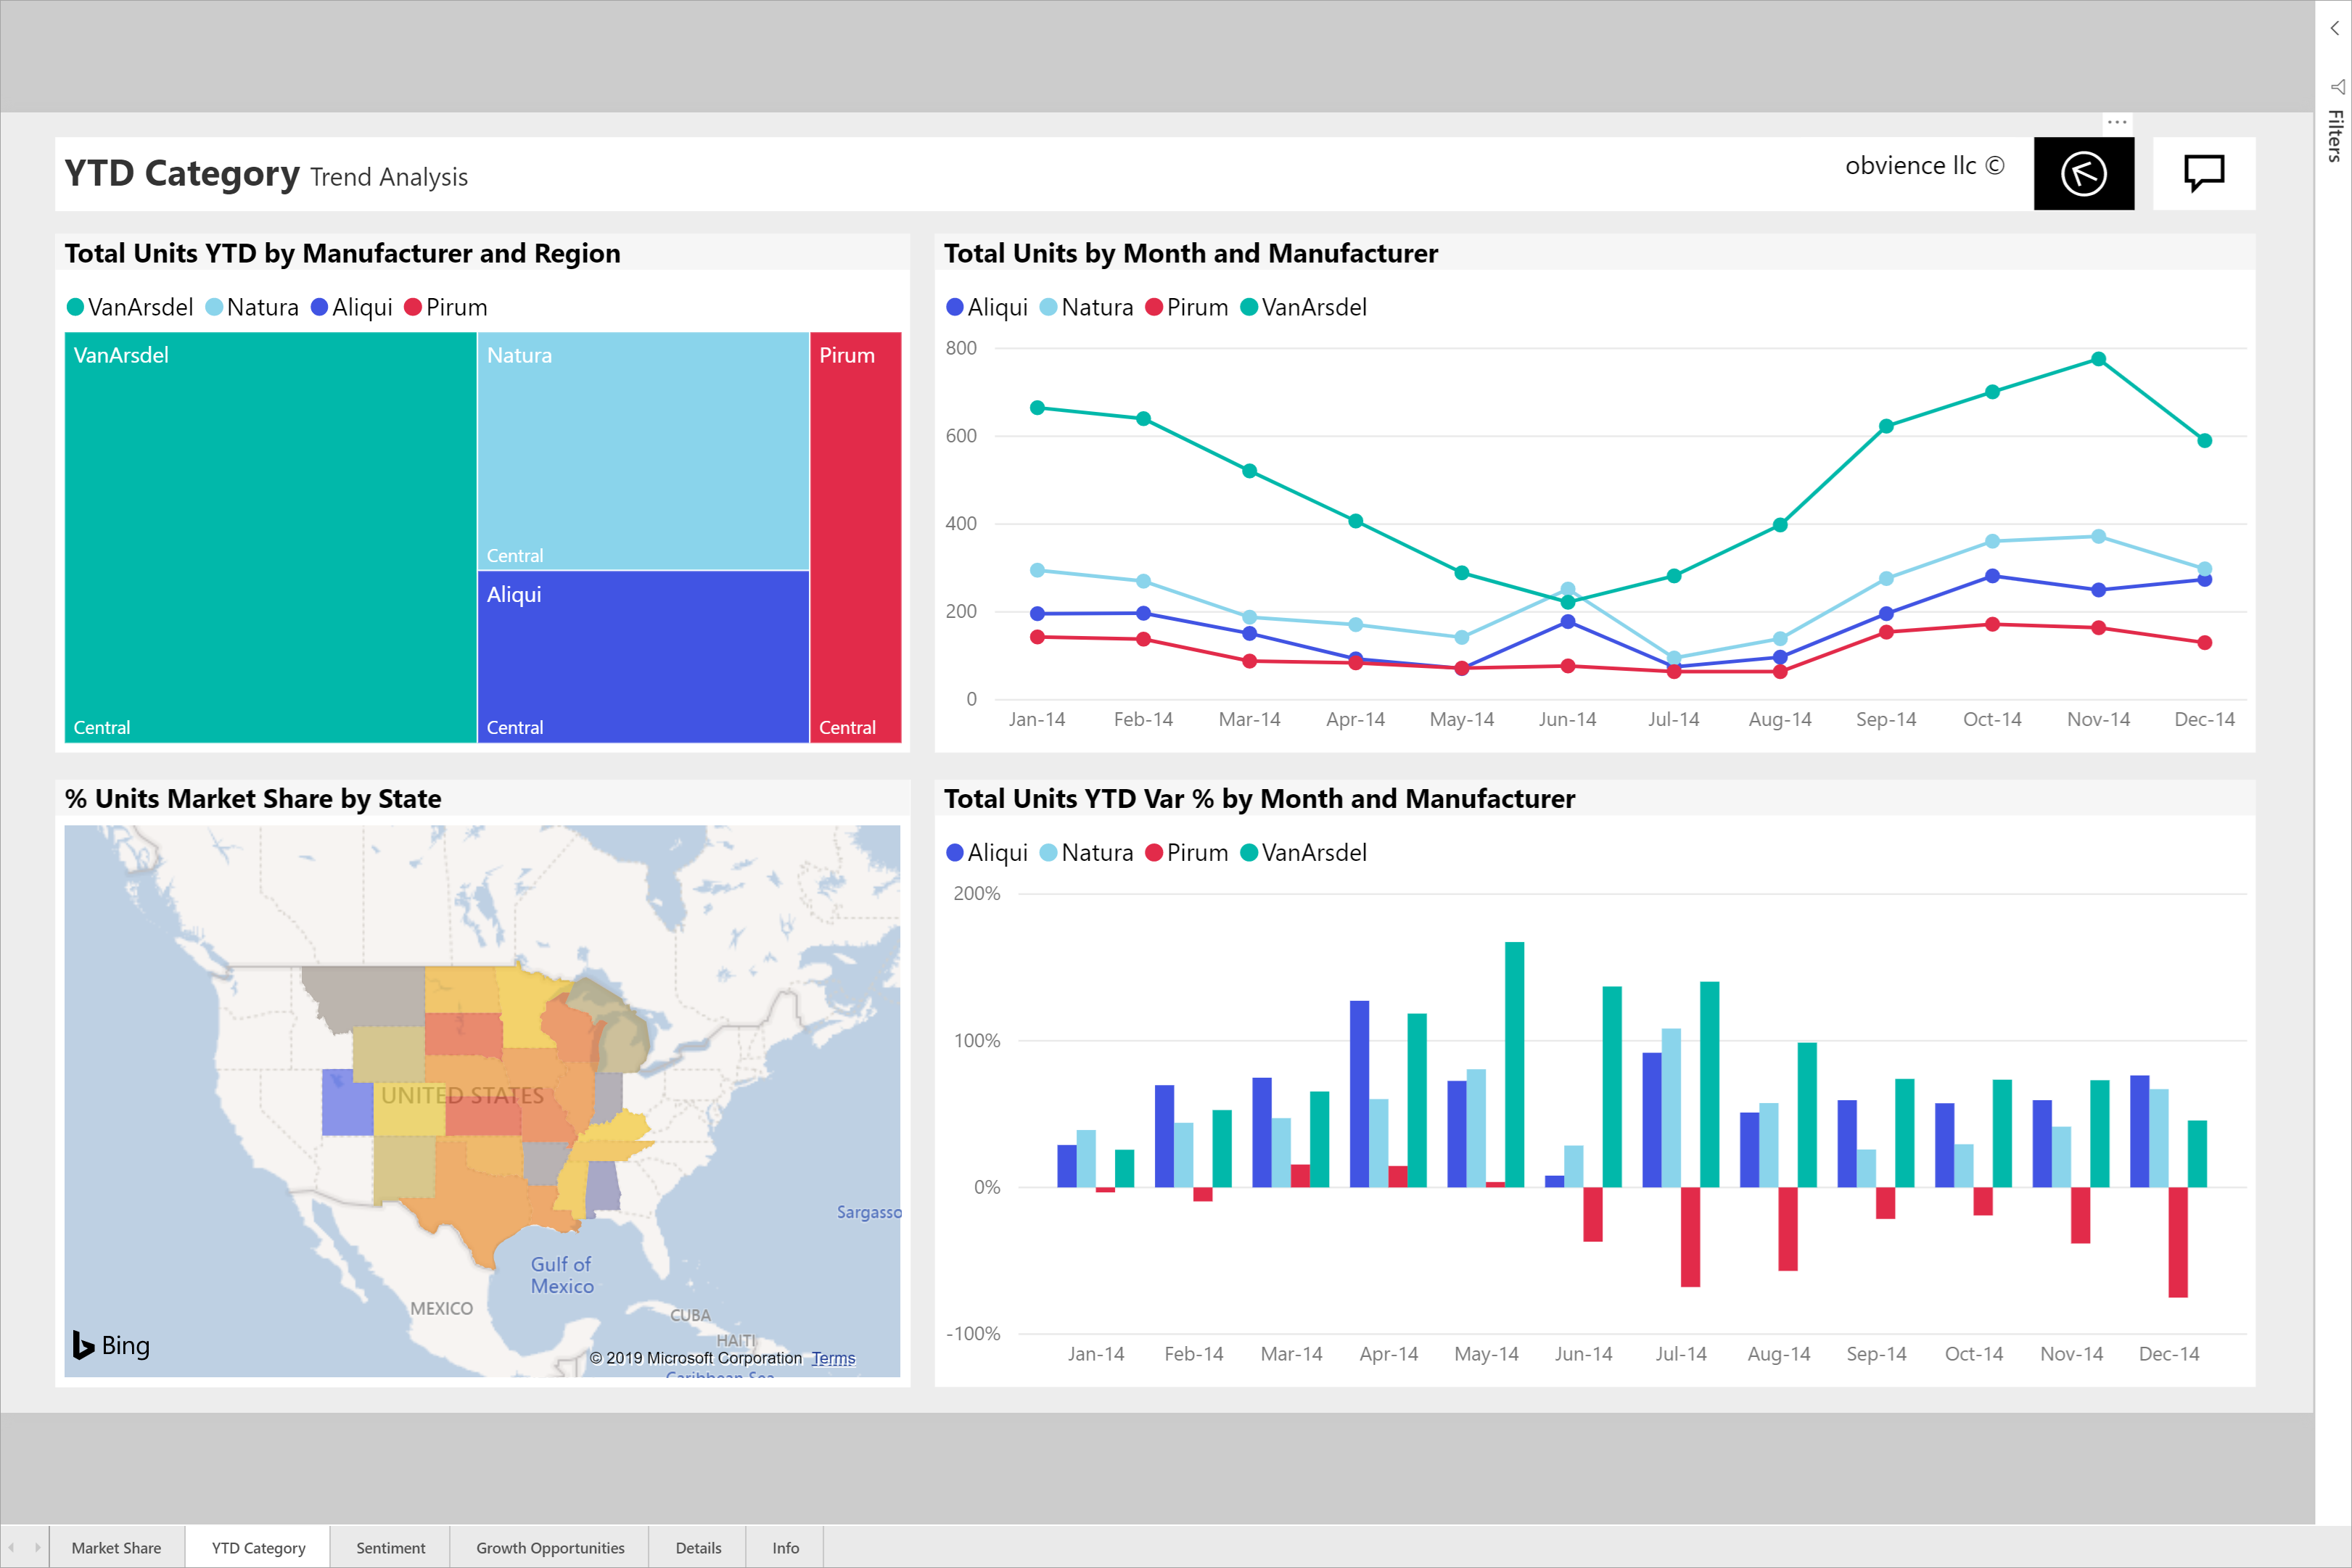 Filters
YTD Category Trend Analysis
obvience llc ©
Total Units YTD by Manufacturer and Region
VanArsdel Natura Aliqui Pirum
VanArsdel
Central
Natura
Central
Aliqui
Central
Pirum
Central
Total Units by Month and Manufacturer
Aliqui Natura Pirum VanArsdel
800
600
400
200
0
Jan-14 Feb-14 Mar-14 Apr-14 May-14 Jun-14 Jul-14 Aug-14 Sep-14 Oct-14 Nov-14 Dec-14
% Units Market Share by State
UNITED STATES
Sargasso
Gulf of
Mexico
MEXICO
CUBA
HAITI
Bing
© 2019 Microsoft Corporation Terms
Caribbean Sea
Total Units YTD Var % by Month and Manufacturer
Aliqui Natura Pirum VanArsdel
200%
100%
0%
-100%
Jan-14 Feb-14 Mar-14 Apr-14 May-14 Jun-14 Jul-14 Aug-14 Sep-14 Oct-14 Nov-14 Dec-14
Market Share YTD Category Sentiment Growth Opportunities Details Info